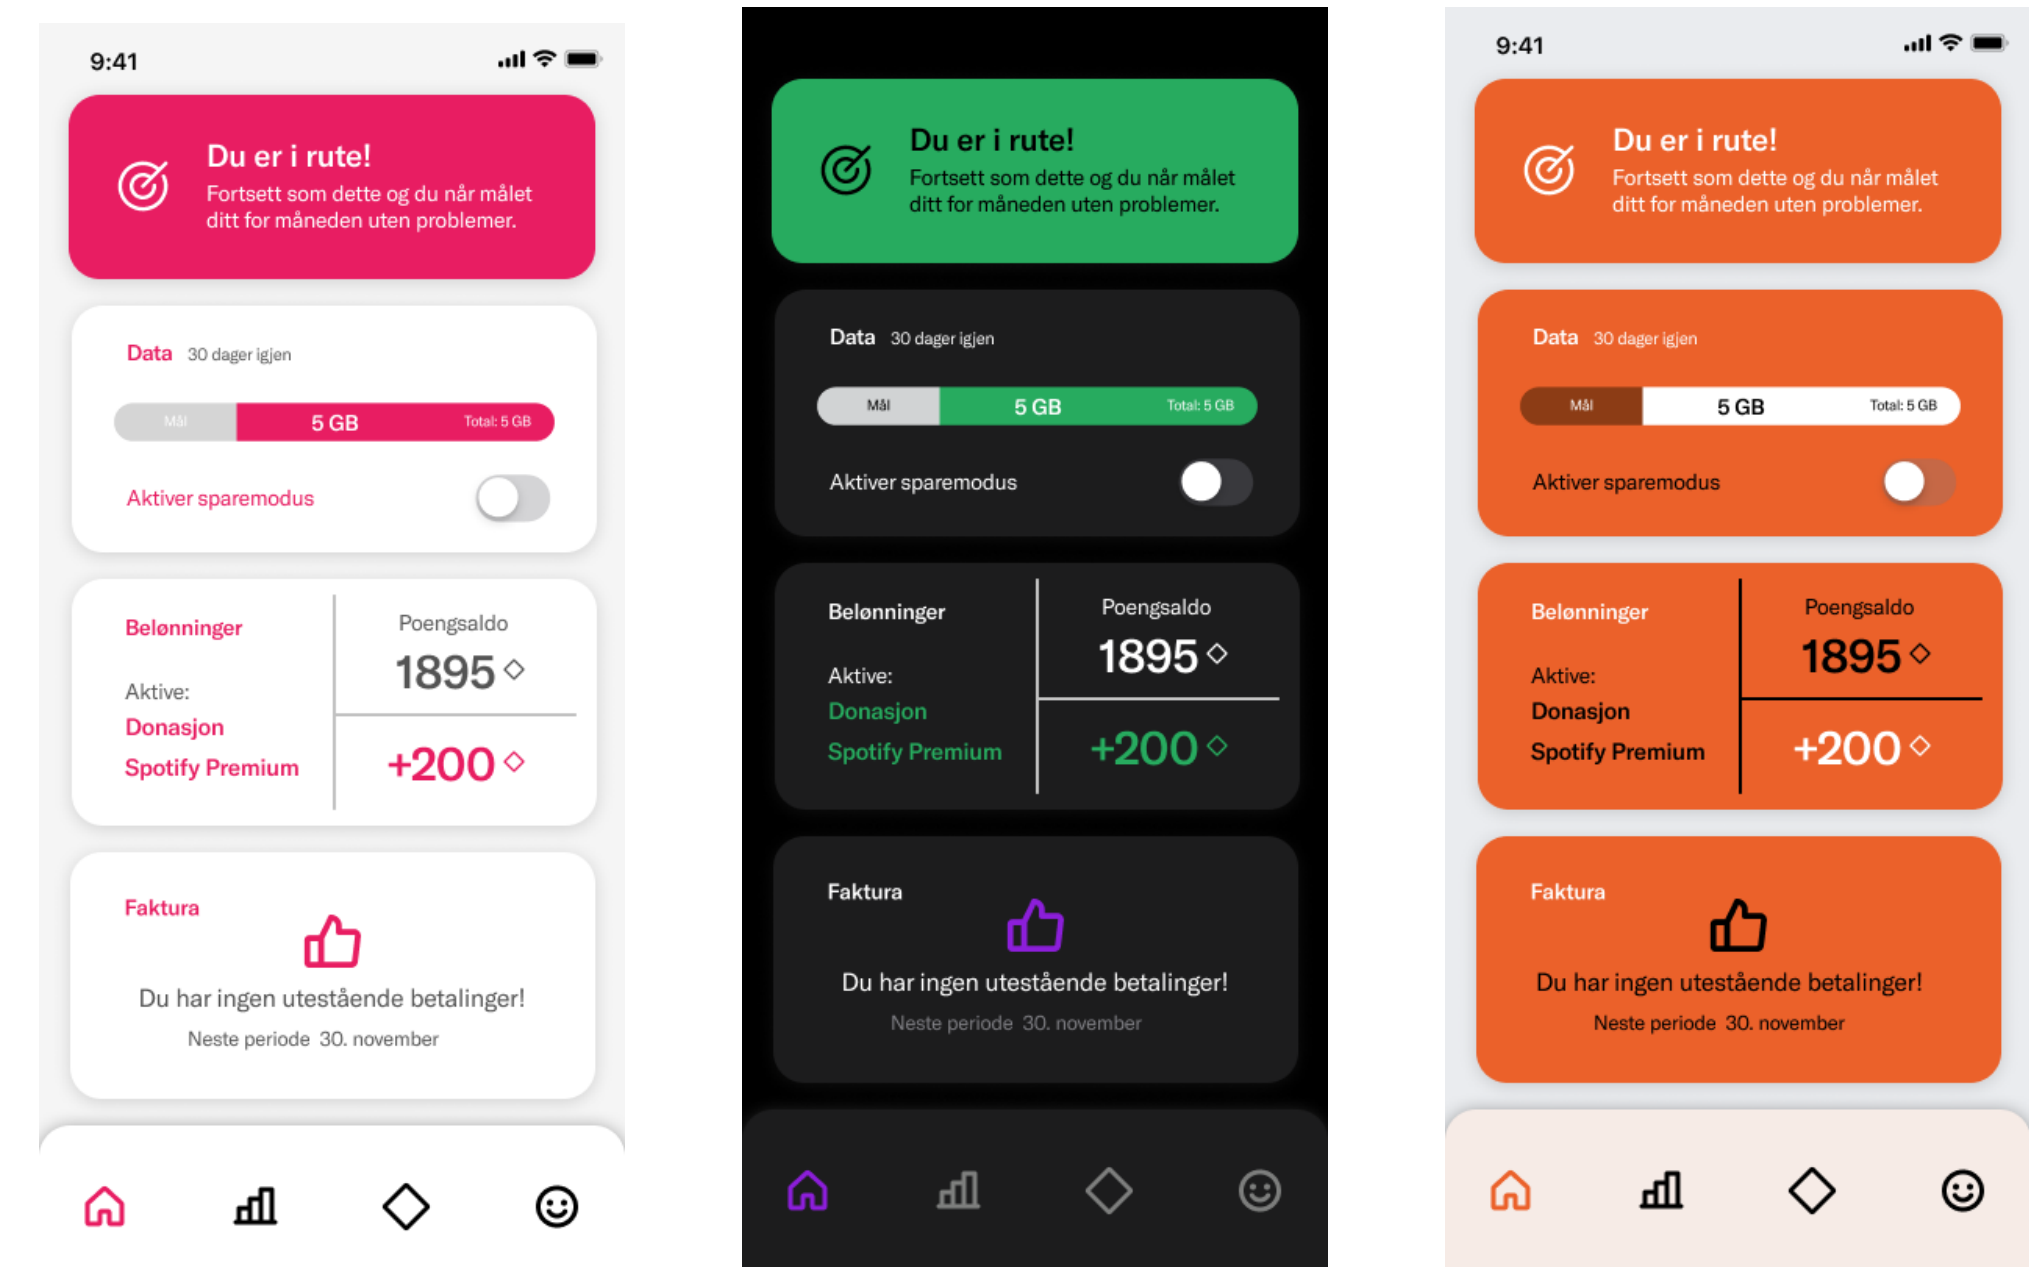 9:41
Du er i rute!
Fortsett som dette og du når målet
ditt for måneden uten problemer.
Data 30 dager igjen
Mål 5 GB Total: 5 GB
Aktiver sparemodus
Belønninger
Aktive:
Donasjon
Spotify Premium
Poengsaldo
1895
+200
Faktura
Du har ingen utestående betalinger!
Neste periode 30. november
Du er i rute!
Fortsett som dette og du når målet
ditt for måneden uten problemer.
Data 30 dager igjen
Mål 5 GB Total: 5 GB
Aktiver sparemodus
Belønninger
Aktive:
Donasjon
Spotify Premium
Poengsaldo
1895
+200
Faktura
Du har ingen utestående betalinger!
Neste periode 30. november
9:41
Du er i rute!
Fortsett som dette og du når målet
ditt for måneden uten problemer.
Data 30 dager igjen
Mål 5 GB Total: 5 GB
Aktiver sparemodus
Belønninger
Aktive:
Donasjon
Spotify Premium
Poengsaldo
1895
+200
Faktura
Du har ingen utestående betalinger!
Neste periode 30. november